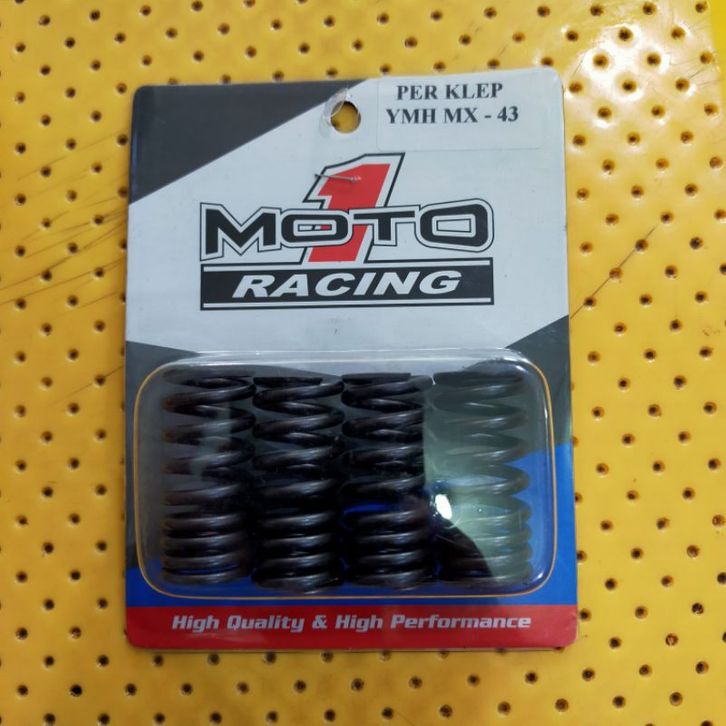 PER KLEP
YMH MX - 43
1
MOTO
RACING
High Quality & High Performance